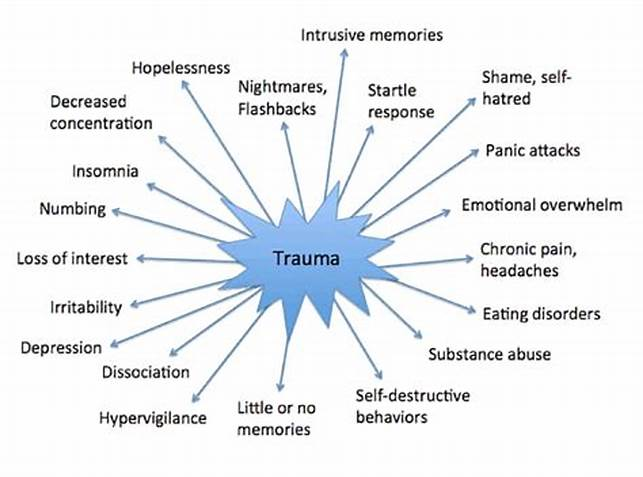 Intrusive memories
Hopelessness
Nightmares,
Flashbacks
Startle
response
Shame, self-
hatred
Decreased
concentration
Panic attacks
Insomnia
Numbing
Emotional overwhelm
Loss of interest
Trauma
Chronic pain,
headaches
Irritability
Eating disorders
Depression
Substance abuse
Dissociation
Hypervigilance
Little or no
memories
Self-destructive
behaviors